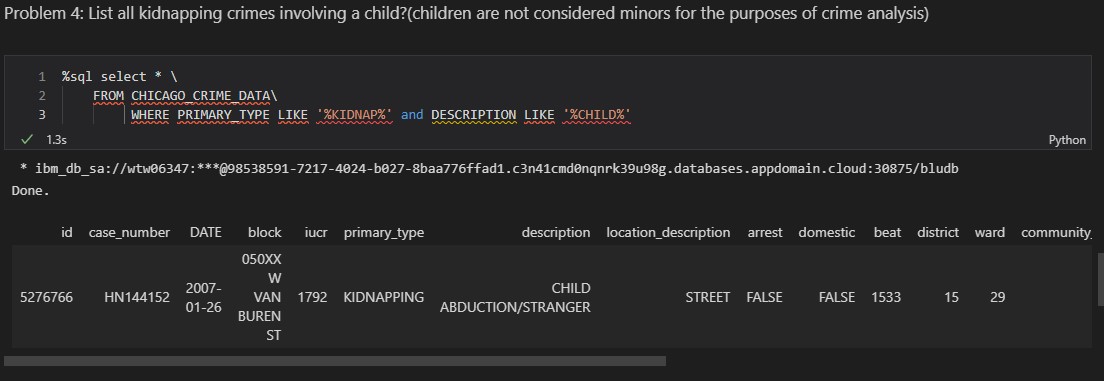 Problem 4: List all kidnapping crimes involving a child?(children are not considered minors for the purposes of crime analysis)
1 %sql select * \
2 FROM CHICAGO_CRIME_DATA\
3 WHERE PRIMARY_TYPE LIKE '%KIDNAP%' and DESCRIPTION LIKE '%CHILD%'
1.3s Python
* ibm_db_sa://wtw06347:***@98538591-7217-4024-b027-8baa776ffad1.c3n41cmd0nqnrk39u98g.databases.appdomain.cloud:30875/bludb
Done.
id case_number DATE block iucr primary_type description location_description arrest domestic beat district ward community_
5276766 HN144152 2007-01-26 050XX W VAN BUREN ST 1792 KIDNAPPING CHILD ABDUCTION/STRANGER STREET FALSE FALSE 1533 15 29